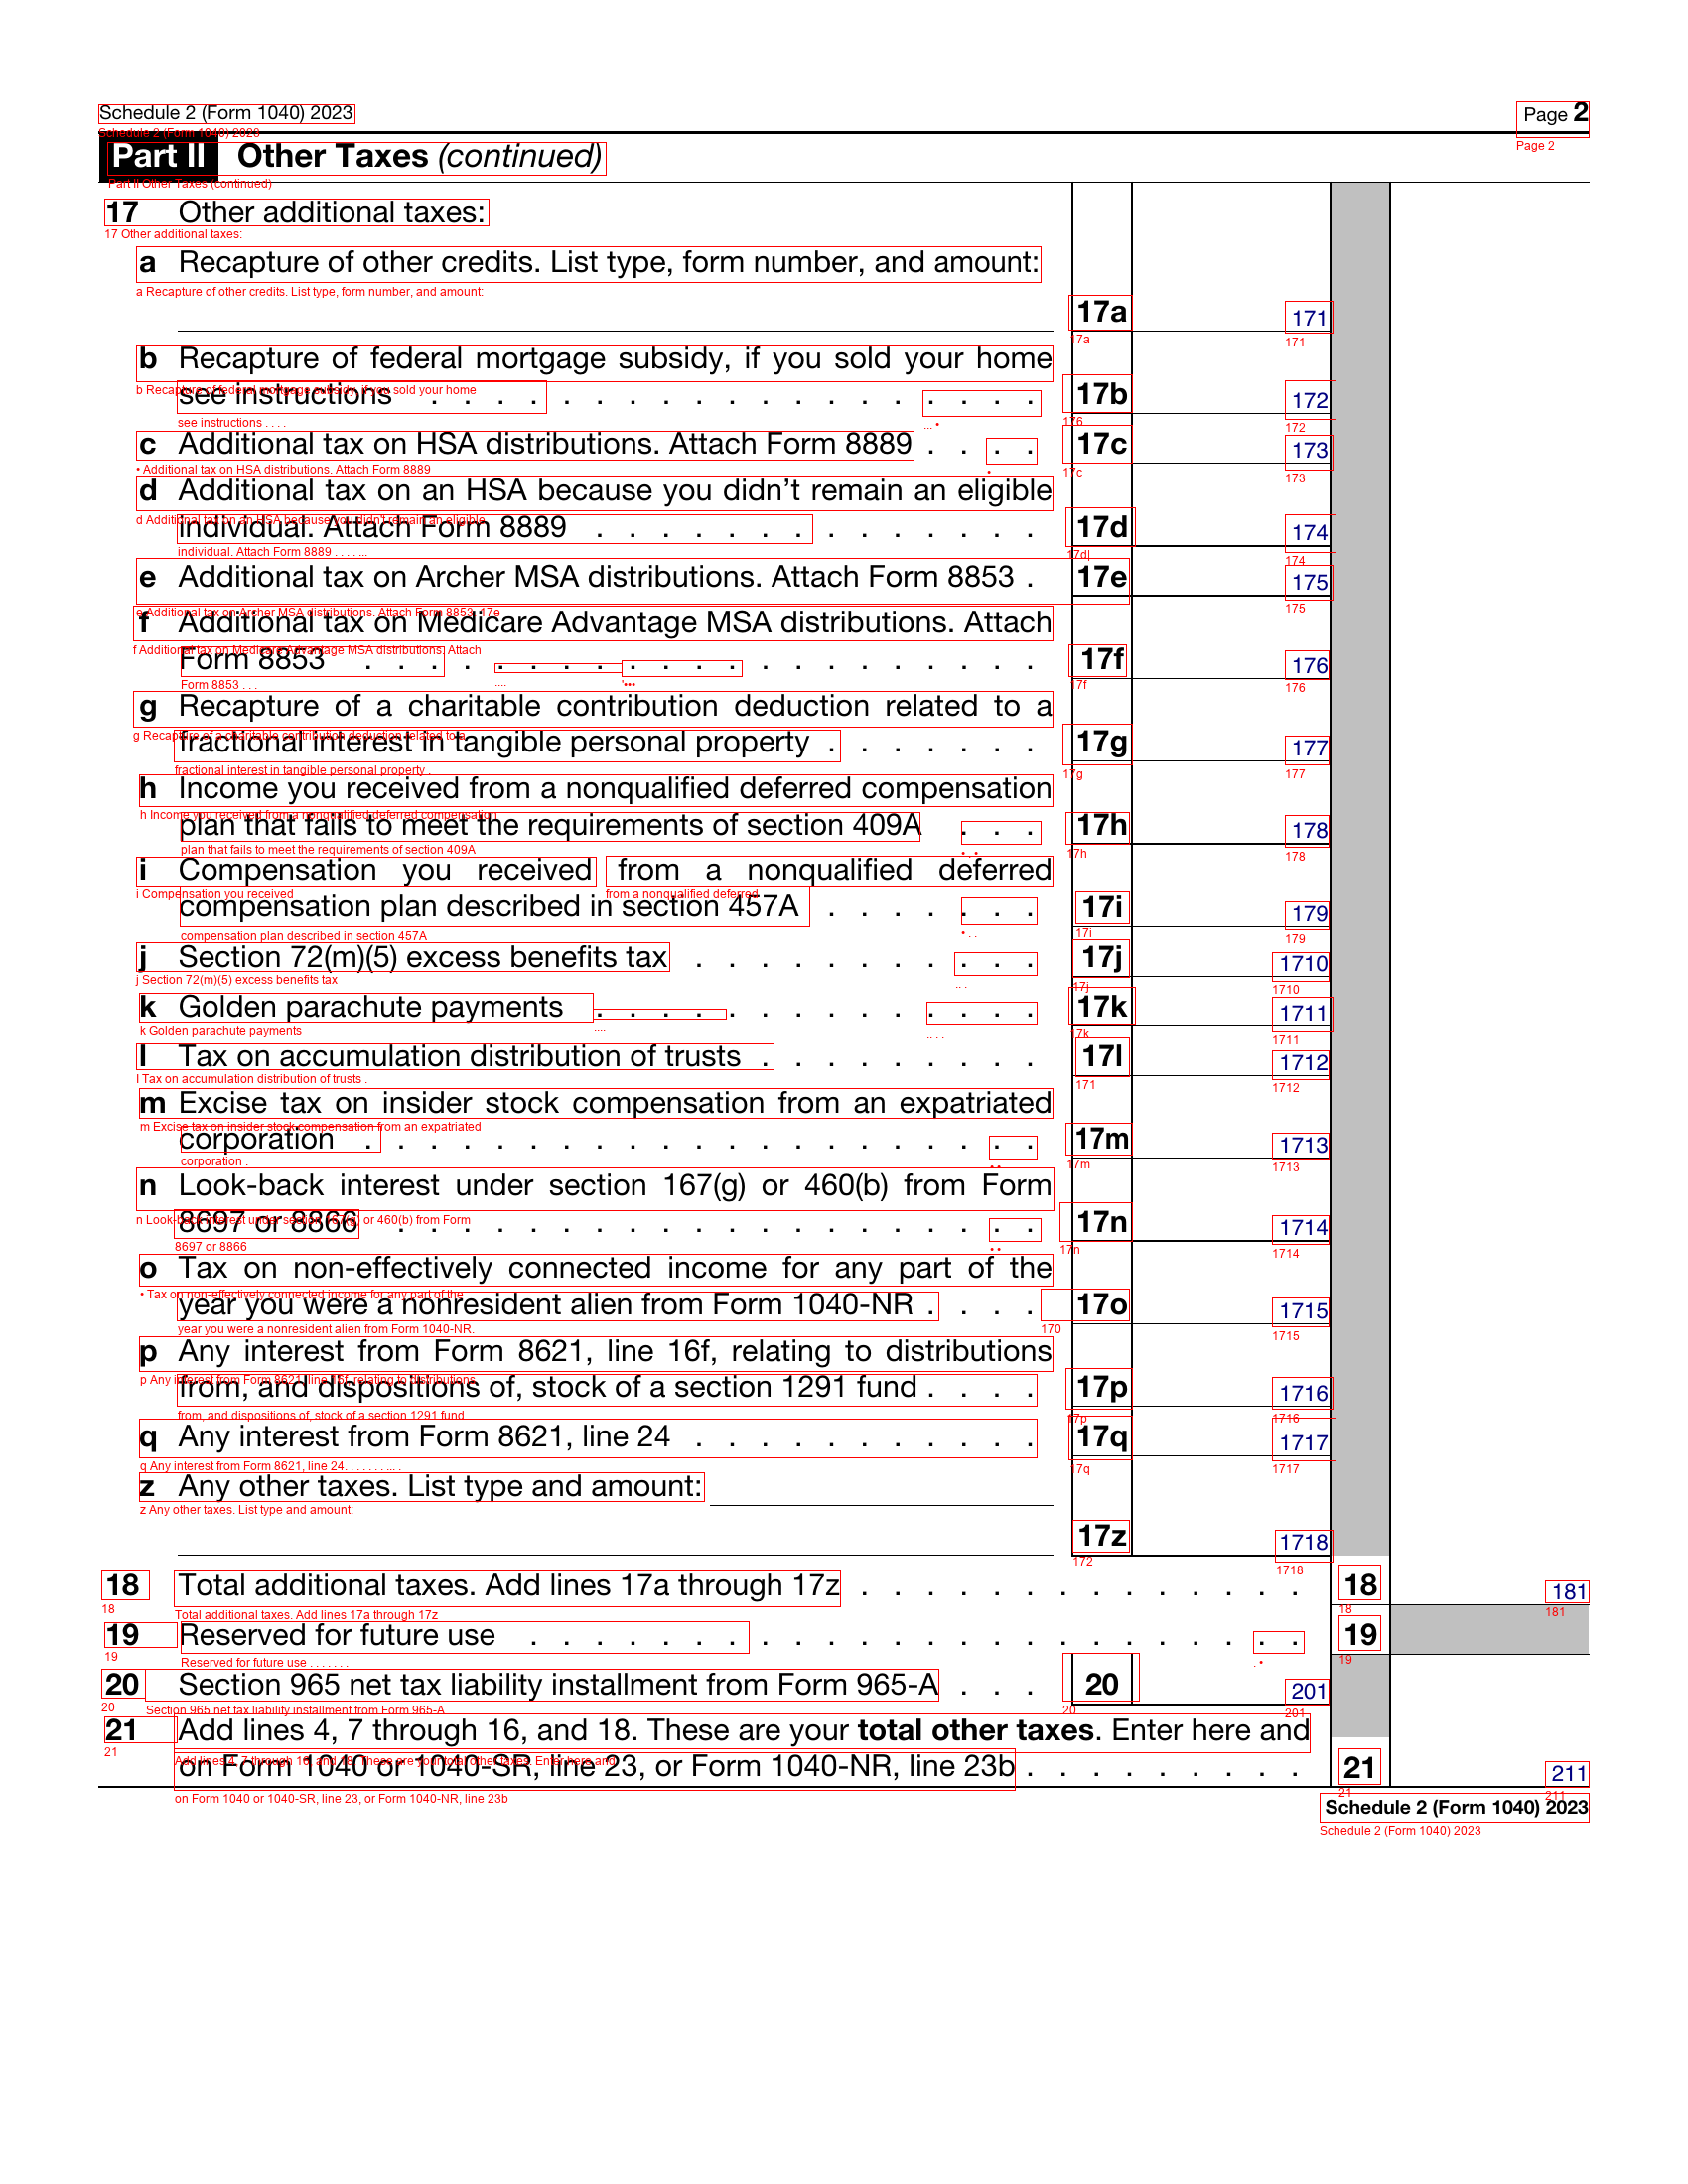 Schedule 2 (Form 1040) 2023 Page 2
Schedule 2 (Form 1040) 2023
Page 2
Part II Other Taxes (continued)
Part II Other Taxes (continued)
17 Other additional taxes:
17 Other additional taxes:
a Recapture of other credits. List type, form number, and amount:
a Recapture of other credits. List type, form number, and amount:
17a 171
17a 171
b Recapture of federal mortgage subsidy, if you sold your home
b Recapture of federal mortgage subsidy, if you sold your home
see instructions . . . . . . . . . . . . . . . . . . . 17b 172
see instructions . . . . ... • 176 172
c Additional tax on HSA distributions. Attach Form 8889 . . . . 17c 173
• Additional tax on HSA distributions. Attach Form 8889 • 17c 173
d Additional tax on an HSA because you didn't remain an eligible
d Additional tax on an HSA because you didn't remain an eligible
individual. Attach Form 8889 . . . . . . . . . . . . . . 17d 174
individual. Attach Form 8889 . . . . ... 17d| 174
e Additional tax on Archer MSA distributions. Attach Form 8853 . 17e 175
e Additional tax on Archer MSA distributions. Attach Form 8853, 17e 175
f Additional tax on Medicare Advantage MSA distributions. Attach
f Additional tax on Medicare Advantage MSA distributions. Attach
Form 8853 . . . . . . . . . . . . . . . . . . . . . 17f 176
Form 8853 . . . .... '••• 17f 176
g Recapture of a charitable contribution deduction related to a
g Recapture of a charitable contribution deduction related to a
fractional interest in tangible personal property . . . . . . . 17g 177
fractional interest in tangible personal property . 17g 177
h Income you received from a nonqualified deferred compensation
h Income you received from a nonqualified deferred compensation
plan that fails to meet the requirements of section 409A . . . 17h 178
plan that fails to meet the requirements of section 409A • • 17h 178
i Compensation you received from a nonqualified deferred
i Compensation you received from a nonqualified deferred
compensation plan described in section 457A . . . . . . . 17i 179
compensation plan described in section 457A • . . 17i 179
j Section 72(m)(5) excess benefits tax . . . . . . . . . . . 17j 1710
j Section 72(m)(5) excess benefits tax .. . 17j 1710
k Golden parachute payments . . . . . . . . . . . . . . 17k 1711
k Golden parachute payments .... .. . . 17k 1711
l Tax on accumulation distribution of trusts . . . . . . . . . 17l 1712
l Tax on accumulation distribution of trusts . 171 1712
m Excise tax on insider stock compensation from an expatriated
m Excise tax on insider stock compensation from an expatriated
corporation . . . . . . . . . . . . . . . . . . . . . 17m 1713
corporation . • • 17m 1713
n Look-back interest under section 167(g) or 460(b) from Form
n Look-back interest under section 167(g) or 460(b) from Form
8697 or 8866 . . . . . . . . . . . . . . . . . . . . 17n 1714
8697 or 8866 • • 17n 1714
o Tax on non-effectively connected income for any part of the
• Tax on non-effectively connected income for any part of the
year you were a nonresident alien from Form 1040-NR . . . . 17o 1715
year you were a nonresident alien from Form 1040-NR. 170 1715
p Any interest from Form 8621, line 16f, relating to distributions
p Any interest from Form 8621, line 16f, relating to distributions
from, and dispositions of, stock of a section 1291 fund . . . . 17p 1716
from, and dispositions of, stock of a section 1291 fund 17p 1716
q Any interest from Form 8621, line 24 . . . . . . . . . . . 17q 1717
q Any interest from Form 8621, line 24. . . . . . . ... . 17q 1717
z Any other taxes. List type and amount:
z Any other taxes. List type and amount:
17z 1718
172 1718
18 Total additional taxes. Add lines 17a through 17z . . . . . . . . . . . . . . 18 181
18 Total additional taxes. Add lines 17a through 17z 18 181
19 Reserved for future use . . . . . . . . . . . . . . . . . . . . . . . . 19
19 Reserved for future use . . . . . . . . • 19
20 Section 965 net tax liability installment from Form 965-A . . . 20 201
20 Section 965 net tax liability installment from Form 965-A 20 201
21 Add lines 4, 7 through 16, and 18. These are your total other taxes. Enter here and
21 Add lines 4, 7 through 16, and 18. These are your total other taxes. Enter here and
on Form 1040 or 1040-SR, line 23, or Form 1040-NR, line 23b . . . . . . . . . 21 211
on Form 1040 or 1040-SR, line 23, or Form 1040-NR, line 23b 21 211
Schedule 2 (Form 1040) 2023
Schedule 2 (Form 1040) 2023